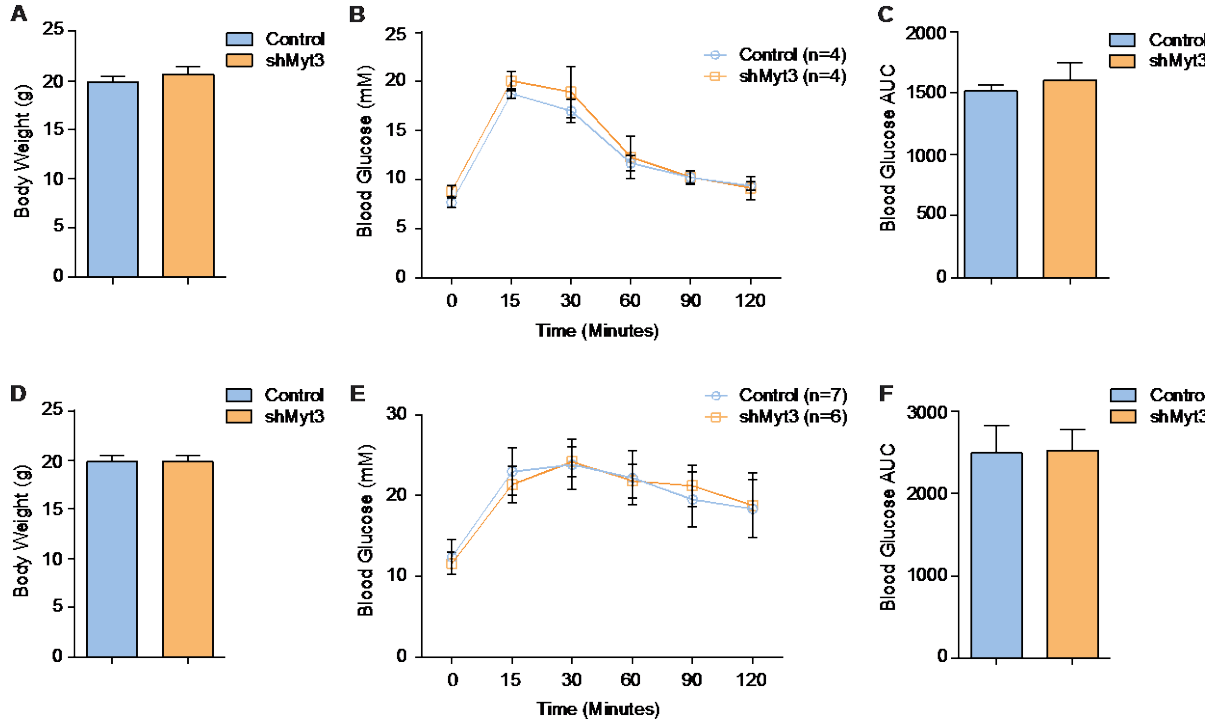 A
Control
shMyt3
Body Weight (g)
25
20
15
10
5
0
B
Control (n=4)
shMyt3 (n=4)
Blood Glucose (mM)
25
20
15
10
5
0
0 15 30 60 90 120
Time (Minutes)
C
Control
shMyt3
Blood Glucose AUC
2000
1500
1000
500
0
D
Control
shMyt3
Body Weight (g)
25
20
15
10
5
0
E
Control (n=7)
shMyt3 (n=6)
Blood Glucose (mM)
30
20
10
0
0 15 30 60 90 120
Time (Minutes)
F
Control
shMyt3
Blood Glucose AUC
3000
2000
1000
0